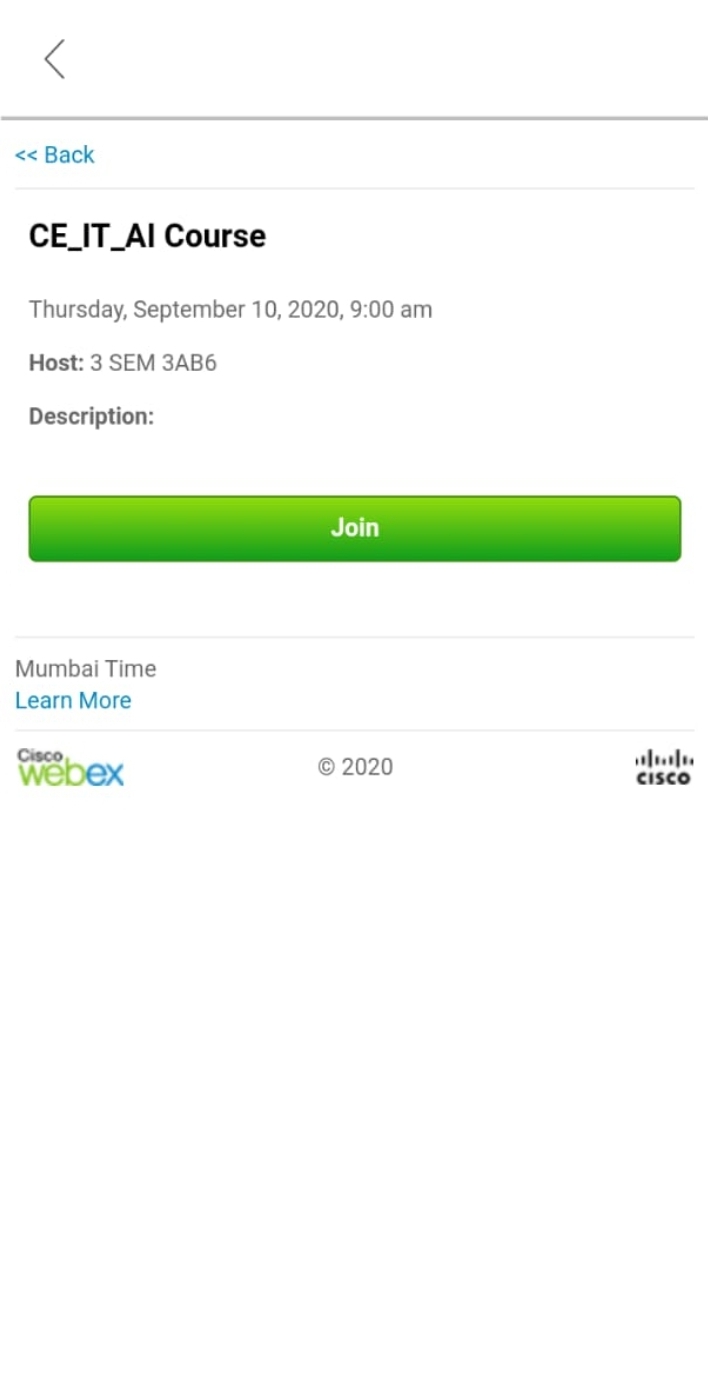 << Back
CE_IT_AI Course
Thursday, September 10, 2020, 9:00 am
Host: 3 SEM 3AB6
Description:
Join
Mumbai Time
Learn More
Cisco
webex
© 2020
CISCO